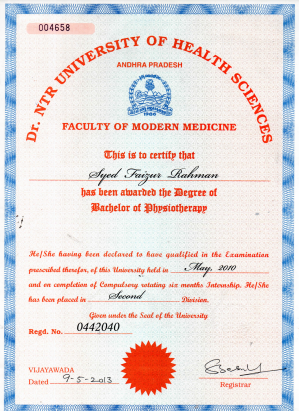 004658
Dr. NTR UNIVERSITY OF HEALTH SCIENCES
ANDHRA PRADESH
1986
FACULTY OF MODERN MEDICINE
This is to certify that
Syed Faizur Rahman
has been awarded the Degree of
Bachelor of Physiotherapy
He/She having been declared to have qualified in the Examination
prescribed therefor, of this University held in May, 2010
and on completion of Compulsory rotating six months Internship. He/She
has been placed in Second Division.
Given under the Seal of the University
Regd. No. 0442040
VIJAYAWADA
Dated 9-5-2013
Registrar